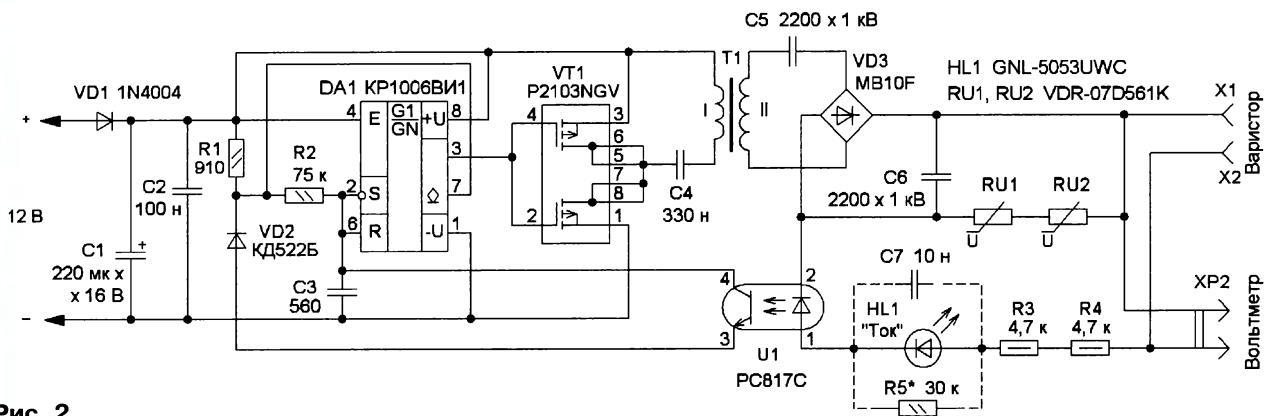 C5 2200 x 1 кВ
T1
I
II
VD3
MB10F
HL1 GNL-5053UWC
RU1, RU2 VDR-07D561K
X1
X2
Варистор
VD1 1N4004
+
12 В
–
R1
910
R2
75 к
C2
100 н
C1
+
220 мк x
x 16 В
VD2
КД522Б
C3
560
DA1 КР1006ВИ1
4
E
G1
GN
+U
8
3
2
S
7
6
R
-U
1
VT1
P2103NGV
4
3
6
5
7
8
2
1
C4
330 н
C6
2200 x 1 кВ
RU1
U
RU2
U
4
3
2
1
U1
PC817C
C7 10 н
HL1
"Ток"
R5* 30 к
R3
4,7 к
R4
4,7 к
XP2
Вольтметр
Рис. 2